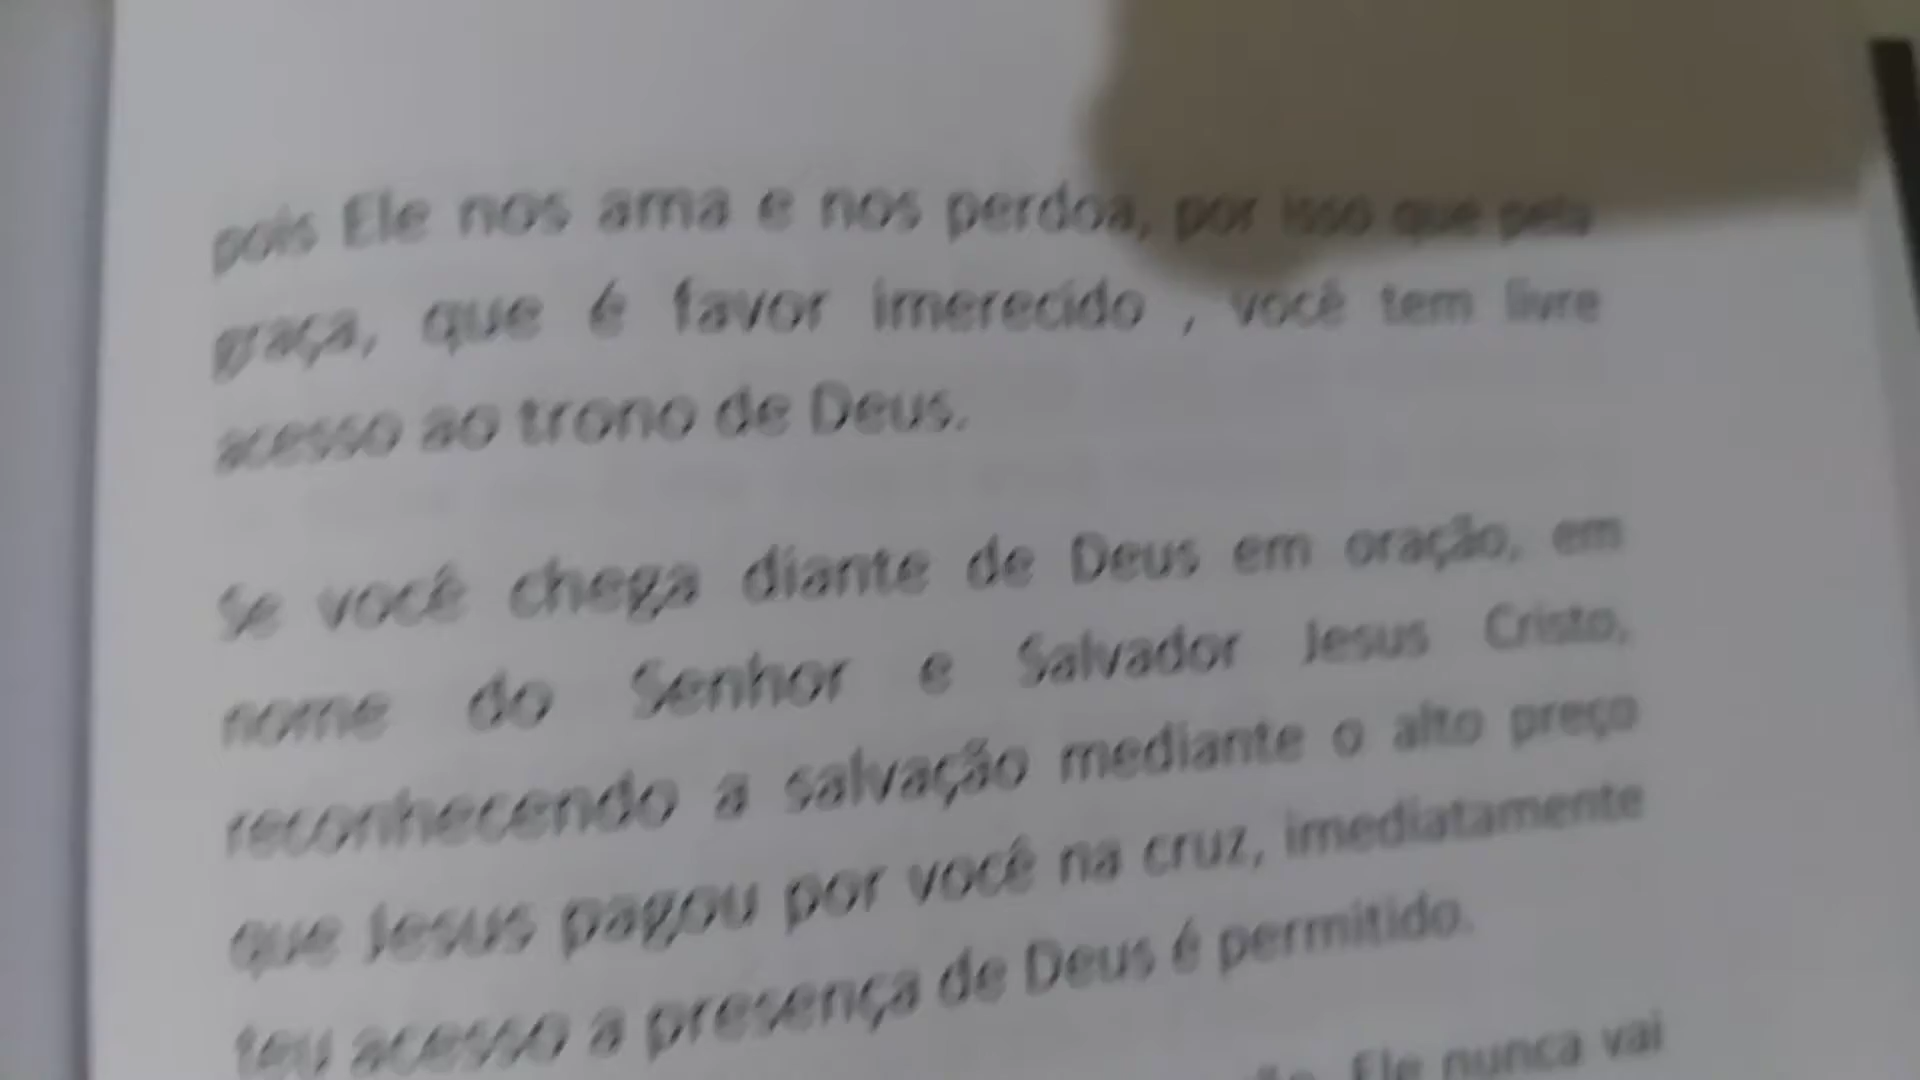 pois Ele nos ama e nos perdoa, por isso que pela
graça, que é favor imerecido , você tem livre
acesso ao trono de Deus.
Se você chega diante de Deus em oração, em
nome do Senhor e Salvador Jesus Cristo,
reconhecendo a salvação mediante o alto preço
que Jesus pagou por você na cruz, imediatamente
teu acesso a presença de Deus é permitido.
Ele nunca vai